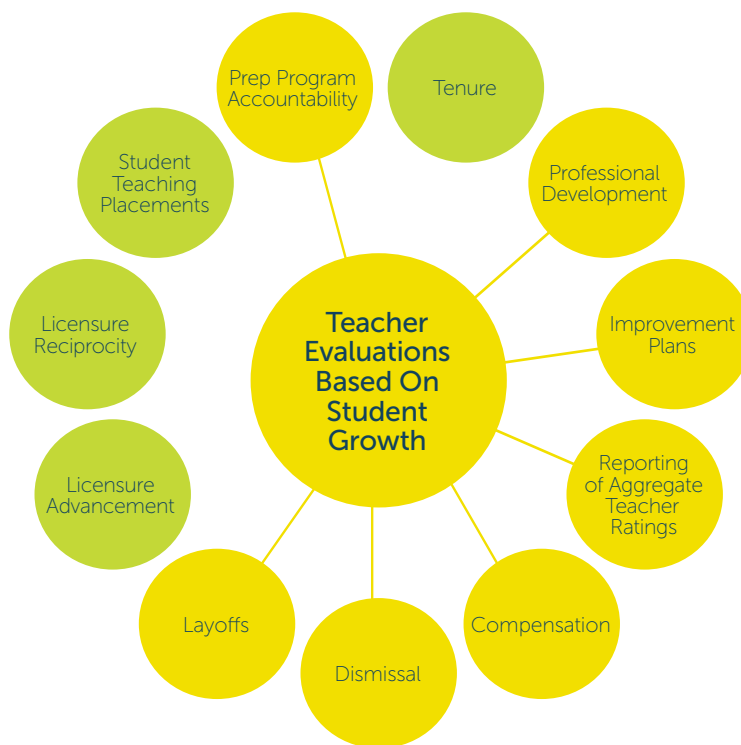 Prep Program
Accountability
Tenure
Professional
Development
Improvement
Plans
Reporting
of Aggregate
Teacher
Ratings
Compensation
Dismissal
Layoffs
Licensure
Advancement
Licensure
Reciprocity
Student
Teaching
Placements
Teacher
Evaluations
Based On
Student
Growth